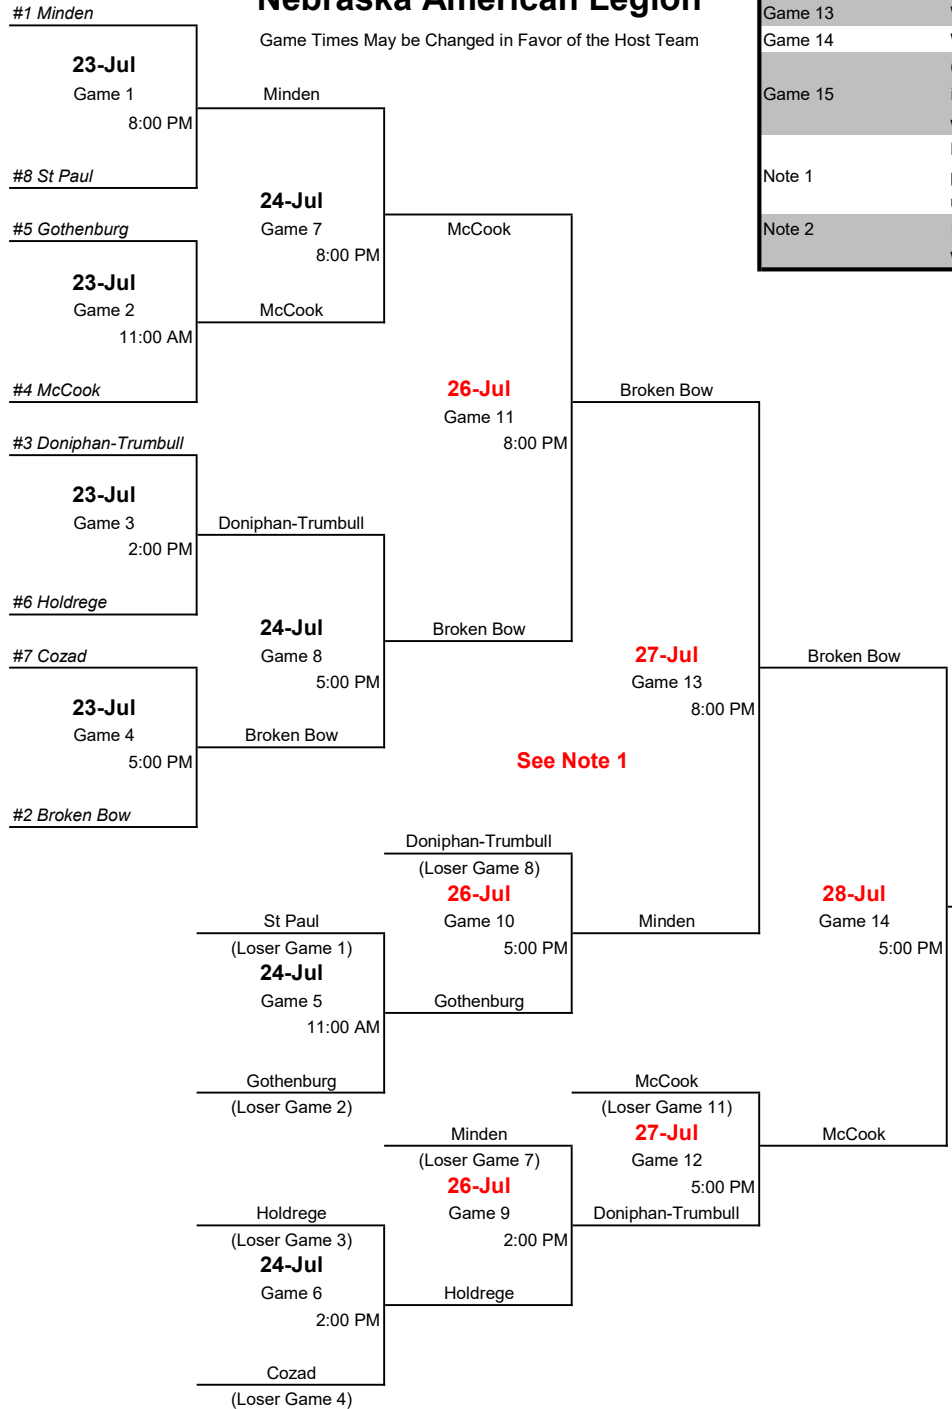 Nebraska American Legion
#1 Minden
Game 13
Game Times May be Changed in Favor of the Host Team
Game 14
23-Jul
Game 1
Minden
Game 15
8:00 PM
#8 St Paul
Note 1
24-Jul
#5 Gothenburg
Game 7
McCook
Note 2
8:00 PM
23-Jul
Game 2
McCook
11:00 AM
#4 McCook
26-Jul
Broken Bow
Game 11
#3 Doniphan-Trumbull
8:00 PM
23-Jul
Game 3
Doniphan-Trumbull
2:00 PM
#6 Holdrege
24-Jul
Broken Bow
#7 Cozad
Game 8
27-Jul
Broken Bow
5:00 PM
Game 13
23-Jul
8:00 PM
Game 4
Broken Bow
5:00 PM
See Note 1
#2 Broken Bow
Doniphan-Trumbull
(Loser Game 8)
26-Jul
28-Jul
St Paul
Game 10
Minden
Game 14
(Loser Game 1)
5:00 PM
5:00 PM
24-Jul
Game 5
Gothenburg
11:00 AM
Gothenburg
McCook
(Loser Game 2)
(Loser Game 11)
Minden
27-Jul
McCook
(Loser Game 7)
Game 12
26-Jul
5:00 PM
Holdrege
Game 9
Doniphan-Trumbull
(Loser Game 3)
2:00 PM
24-Jul
Game 6
Holdrege
2:00 PM
Cozad
(Loser Game 4)